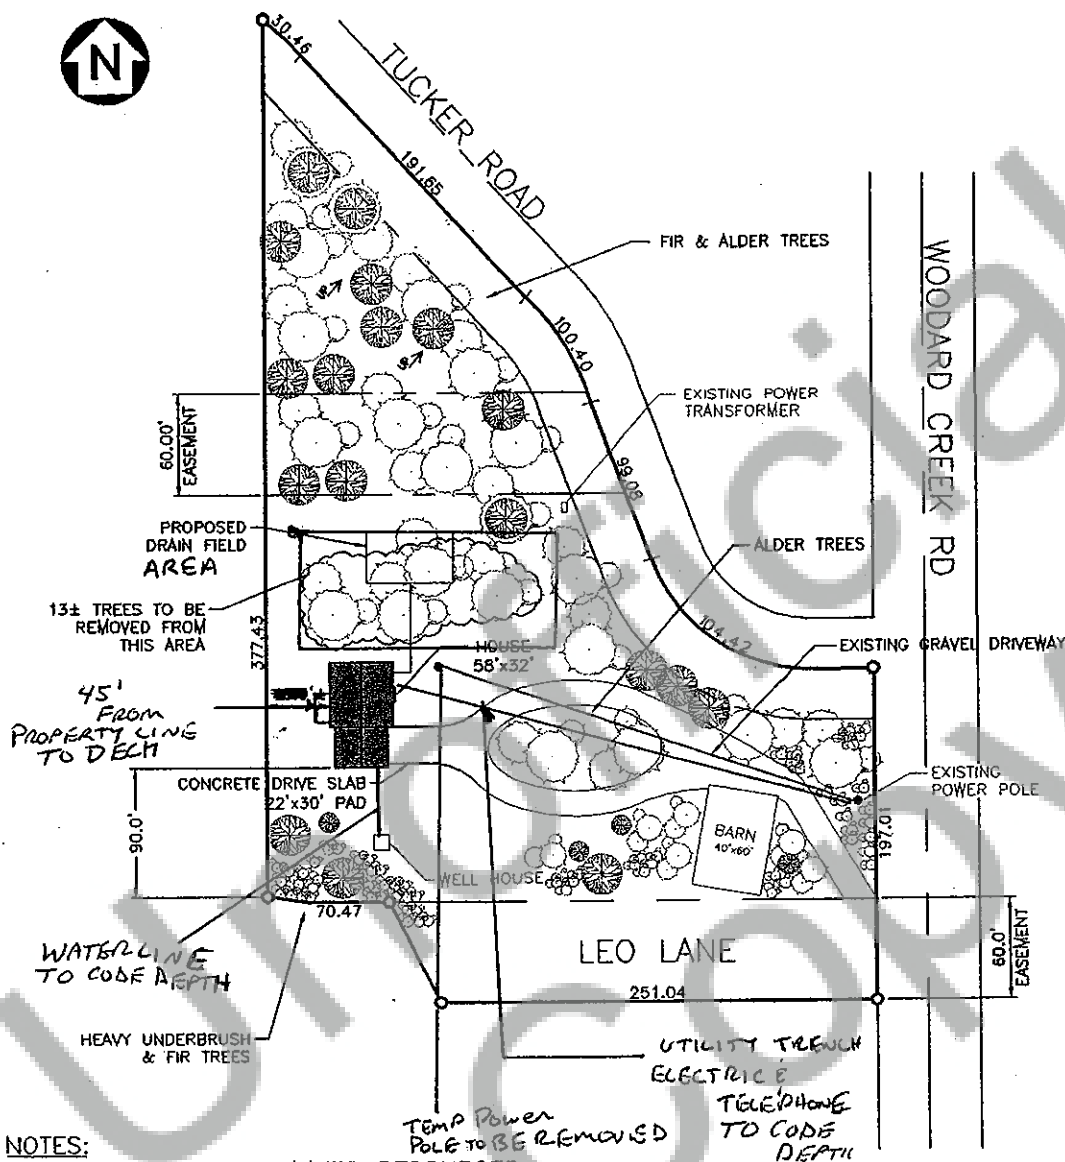 N
30.46
TUCKER ROAD
191.65
FIR & ALDER TREES
WOODARD CREEK RD
100.40
EXISTING POWER
TRANSFORMER
60.00'
EASEMENT
99.08
PROPOSED
DRAIN FIELD
AREA
ALDER TREES
13± TREES TO BE
REMOVED FROM
THIS AREA
377.43
104.42
HOUSE
58'x32'
EXISTING GRAVEL DRIVEWAY
45'
FROM
PROPERTY LINE
TO DECK
CONCRETE DRIVE SLAB
22'x30' PAD
EXISTING
POWER POLE
90.0'
BARN
40'x60'
197.01
WELL HOUSE
70.47
WATERLINE
TO CODE DEPTH
LEO LANE
60.0'
EASEMENT
251.04
HEAVY UNDERBRUSH
& FIR TREES
UTILITY TRENCH
ELECTRIC &
TELEPHONE
TO CODE
DEPTH
TEMP POWER
POLE TO BE REMOVED
NOTES:
Unofficial
Copy